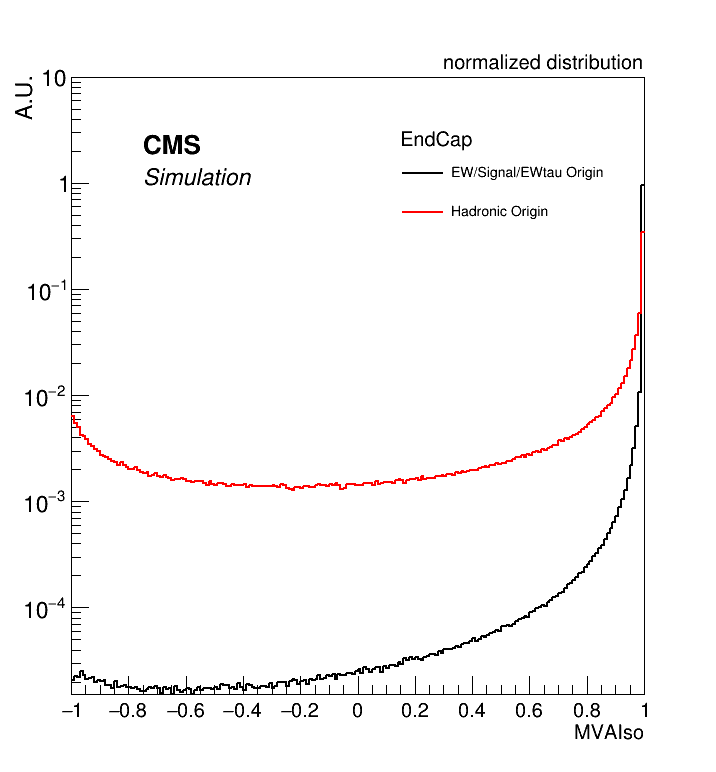 normalized distribution
A.U.
10
CMS
Simulation
EndCap
EW/Signal/EWtau Origin
Hadronic Origin
1
10⁻¹
10⁻²
10⁻³
10⁻⁴
−1 −0.8 −0.6 −0.4 −0.2 0 0.2 0.4 0.6 0.8 1
MVAIso